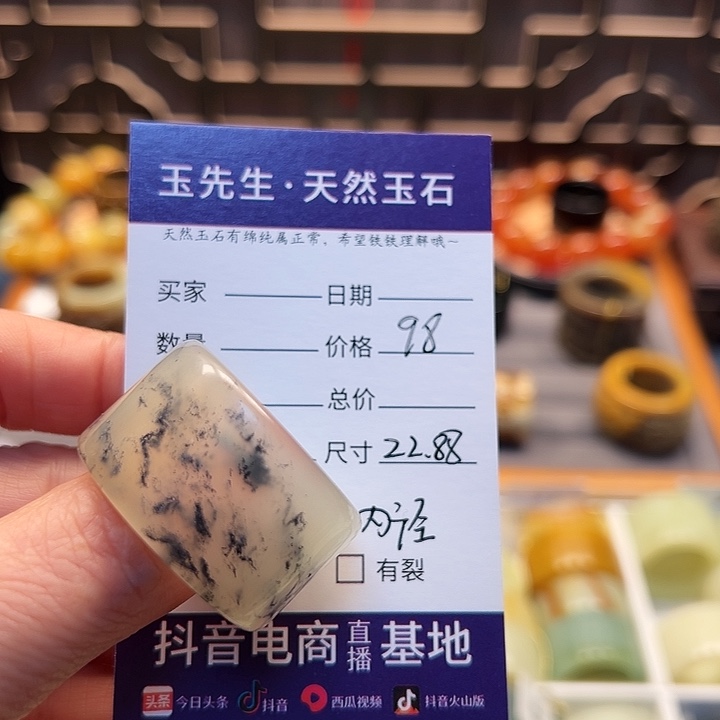 玉先生·天然玉石
天然玉石有绵纯属正常，希望铁铁理解哦~
买家 日期
数量 价格 98
总价
尺寸 22.88
内径
有裂
抖音电商直播基地
头条 今日头条 抖音 西瓜视频 抖音火山版